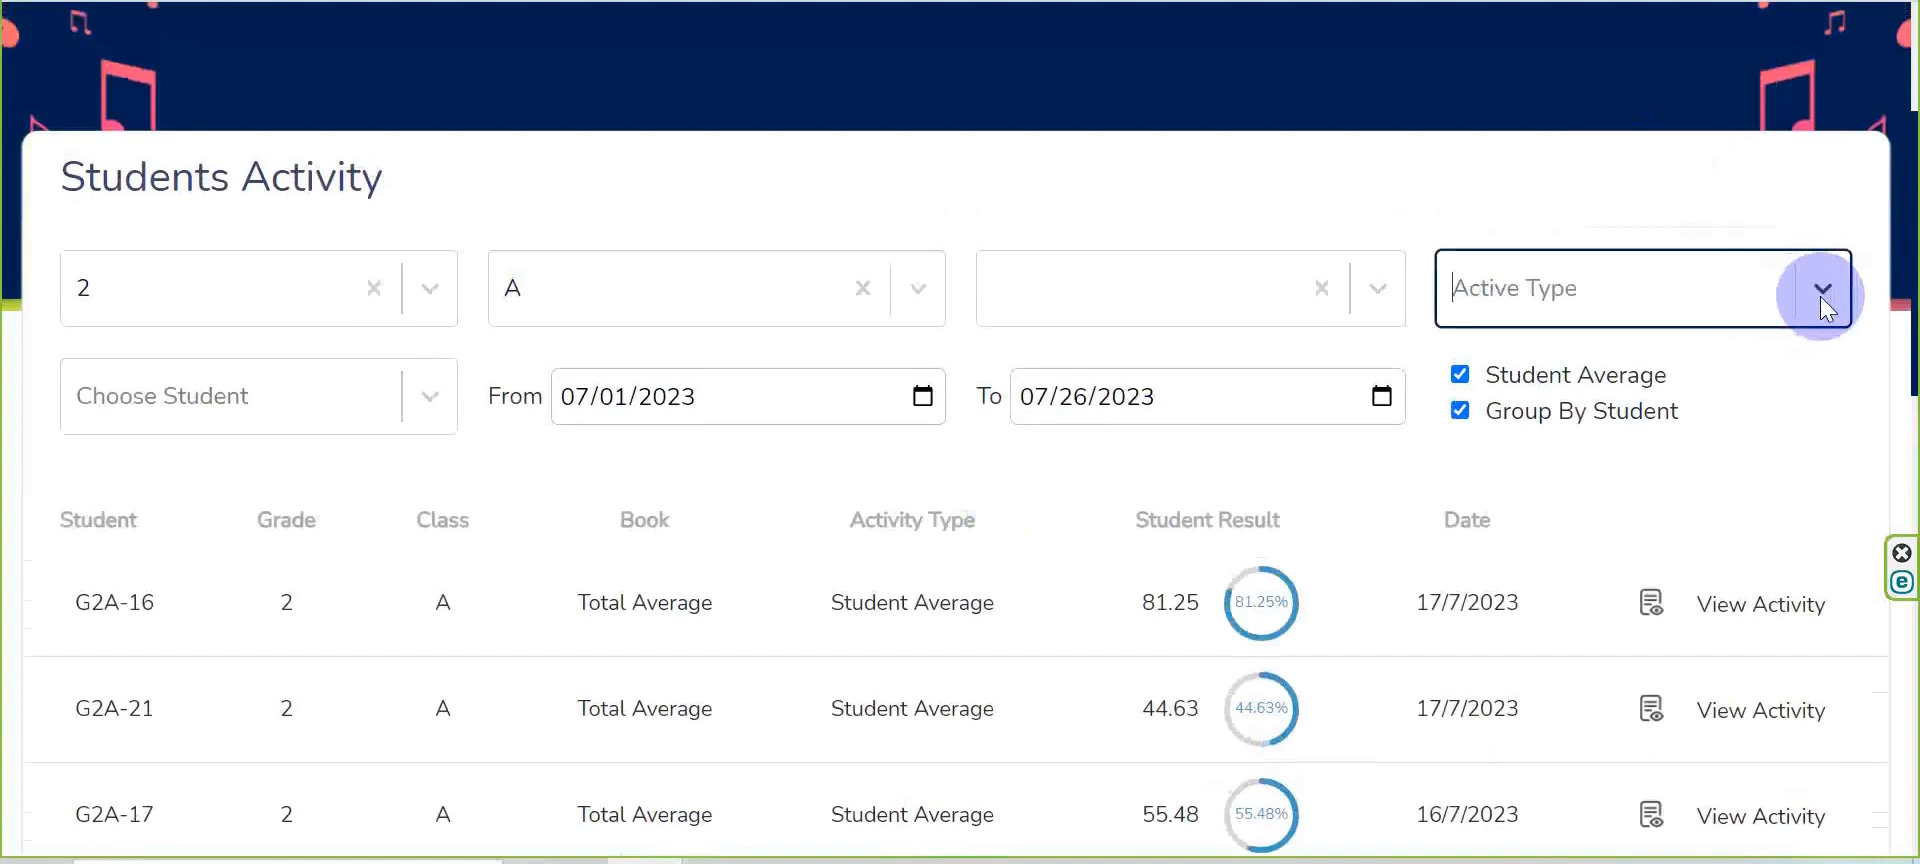 Students Activity
2 A Active Type
Choose Student From 07/01/2023 To 07/26/2023 Student Average
Group By Student
Student Grade Class Book Activity Type Student Result Date
G2A-16 2 A Total Average Student Average 81.25 81.25% 17/7/2023 View Activity
G2A-21 2 A Total Average Student Average 44.63 44.63% 17/7/2023 View Activity
G2A-17 2 A Total Average Student Average 55.48 55.48% 16/7/2023 View Activity
e